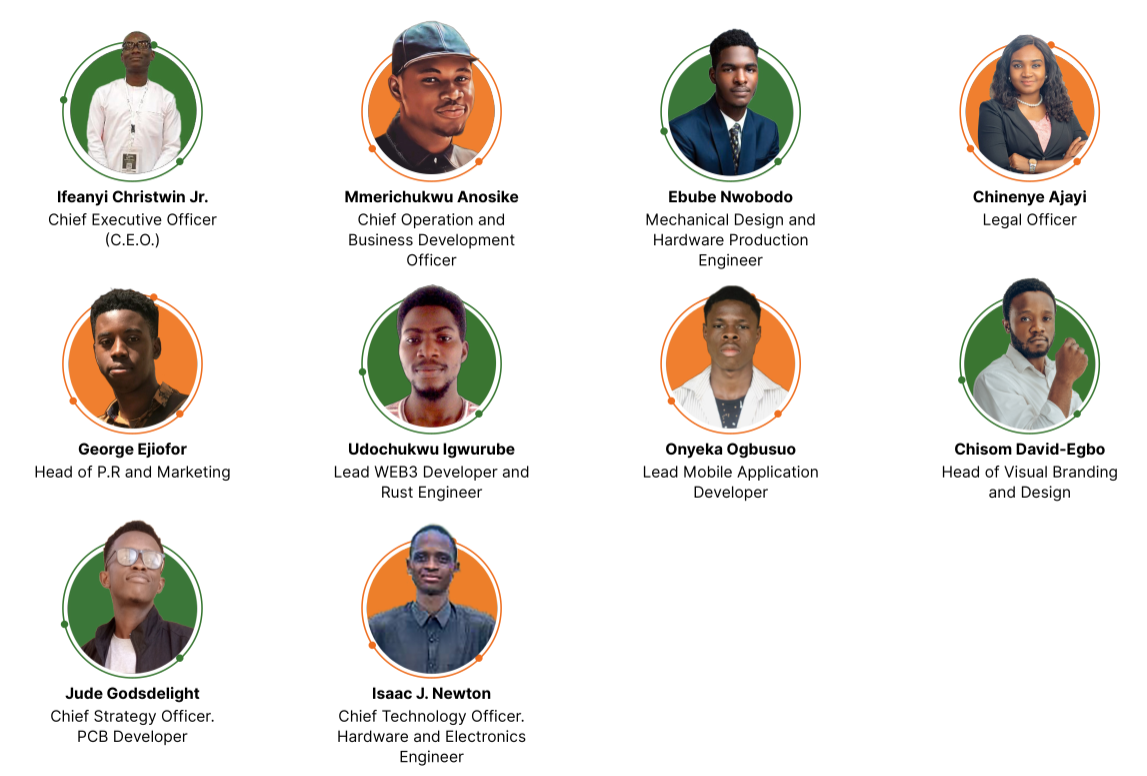 Ifeanyi Christwin Jr.
Chief Executive Officer
(C.E.O.)
Mmerichukwu Anosike
Chief Operation and
Business Development
Officer
Ebube Nwobodo
Mechanical Design and
Hardware Production
Engineer
Chinenye Ajayi
Legal Officer
George Ejiofor
Head of P.R and Marketing
Udochukwu Igwurube
Lead WEB3 Developer and
Rust Engineer
Onyeka Ogbusuo
Lead Mobile Application
Developer
Chisom David-Egbo
Head of Visual Branding
and Design
Jude Godsdelight
Chief Strategy Officer.
PCB Developer
Isaac J. Newton
Chief Technology Officer.
Hardware and Electronics
Engineer